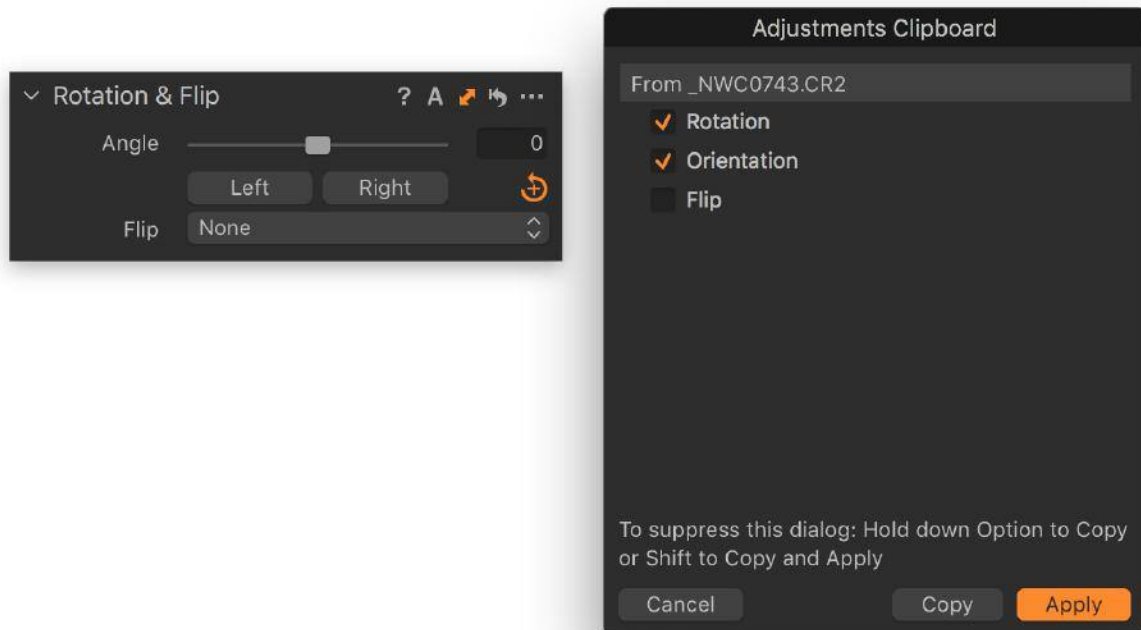 Rotation & Flip ? A ...
Angle 0
Left Right
Flip None
Adjustments Clipboard
From _NWC0743.CR2
Rotation
Orientation
Flip
To suppress this dialog: Hold down Option to Copy
or Shift to Copy and Apply
Cancel Copy Apply